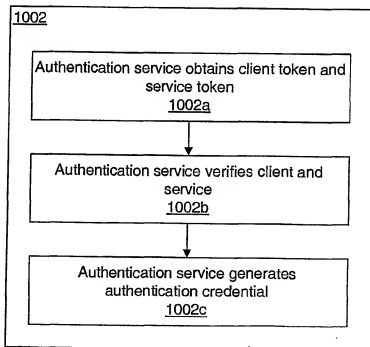 1002
Authentication service obtains client token and
service token
1002a
Authentication service verifies client and
service
1002b
Authentication service generates
authentication credential
1002c